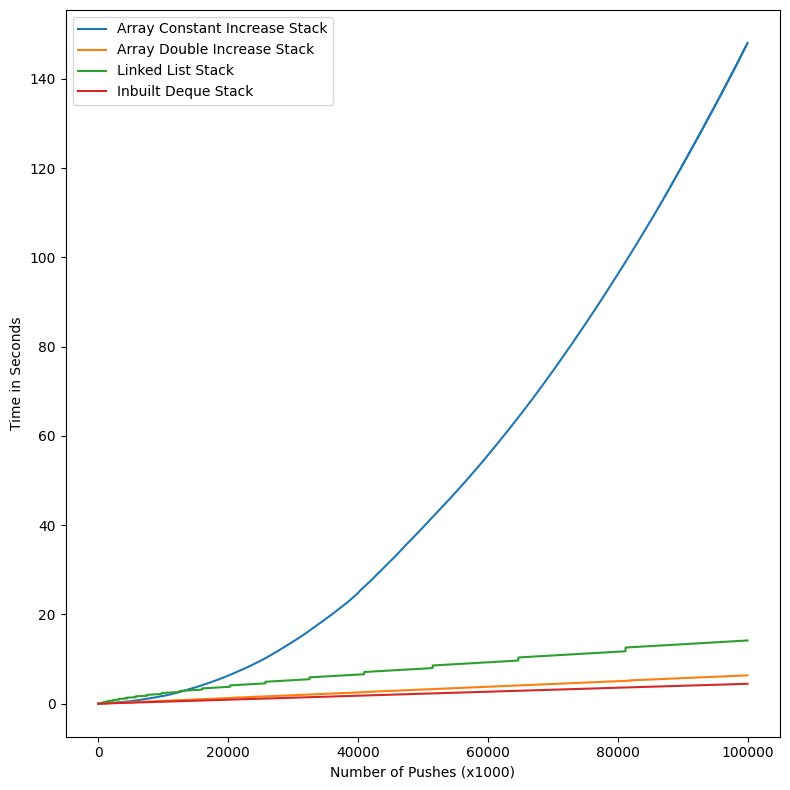 Array Constant Increase Stack
Array Double Increase Stack
Linked List Stack
Inbuilt Deque Stack
140
120
100
80
60
40
20
0
Time in Seconds
0 20000 40000 60000 80000 100000
Number of Pushes (x1000)